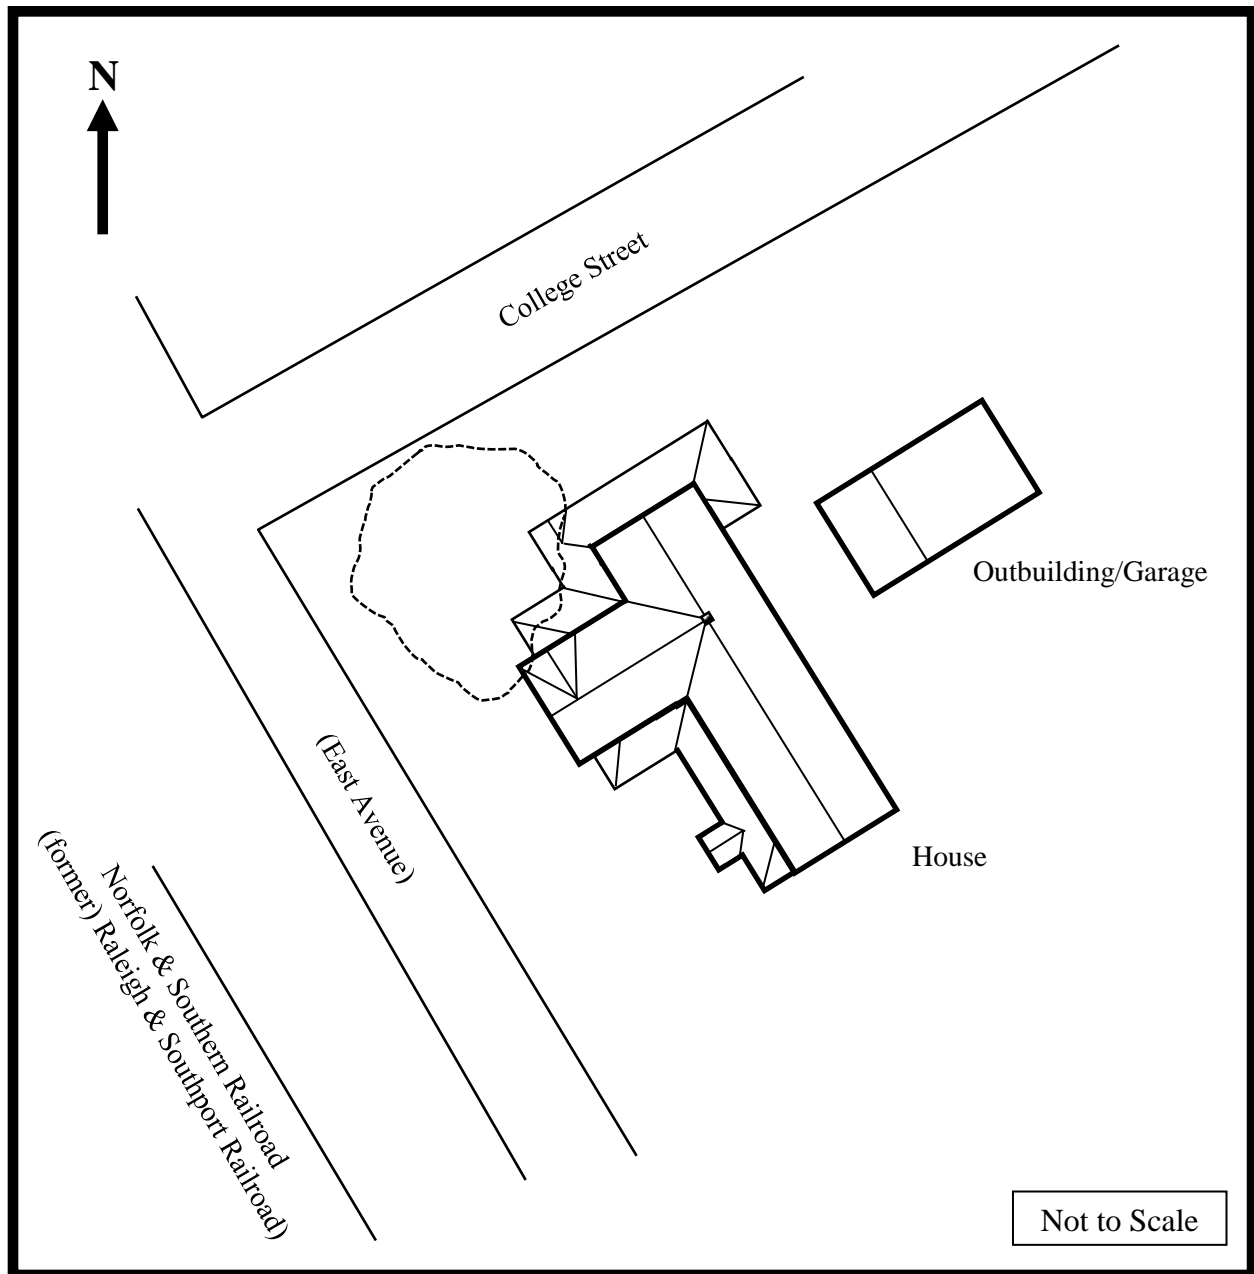 N
College Street
Outbuilding/Garage
(East Avenue)
House
Norfolk & Southern Railroad
(former) Raleigh & Southport Railroad)
Not to Scale